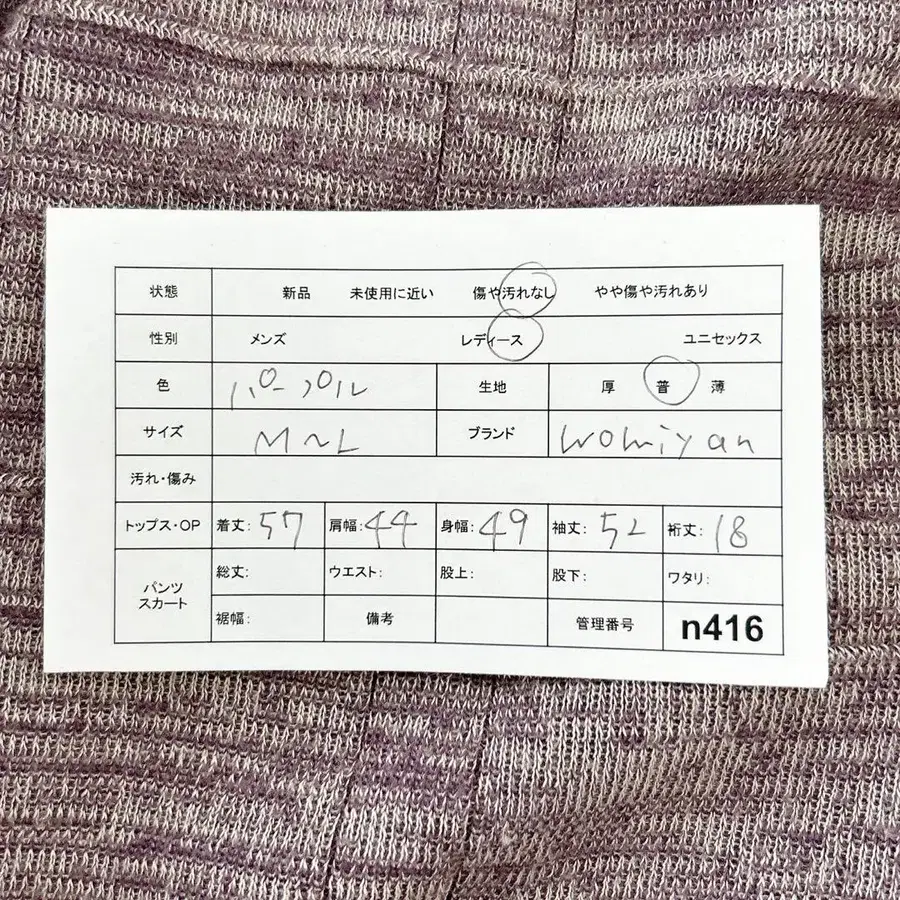 状態 新品 未使用に近い 傷や汚れなし やや傷や汚れあり
性別 メンズ レディース ユニセックス
色 パープル 生地 厚 普 薄
サイズ M~L ブランド womiyan
汚れ・傷み
トップス・OP 着丈: 57 肩幅: 44 身幅: 49 袖丈: 52 裄丈: 18
パンツ スカート 総丈: ウエスト: 股上: 股下: ワタリ:
裾幅: 備考 管理番号 n416